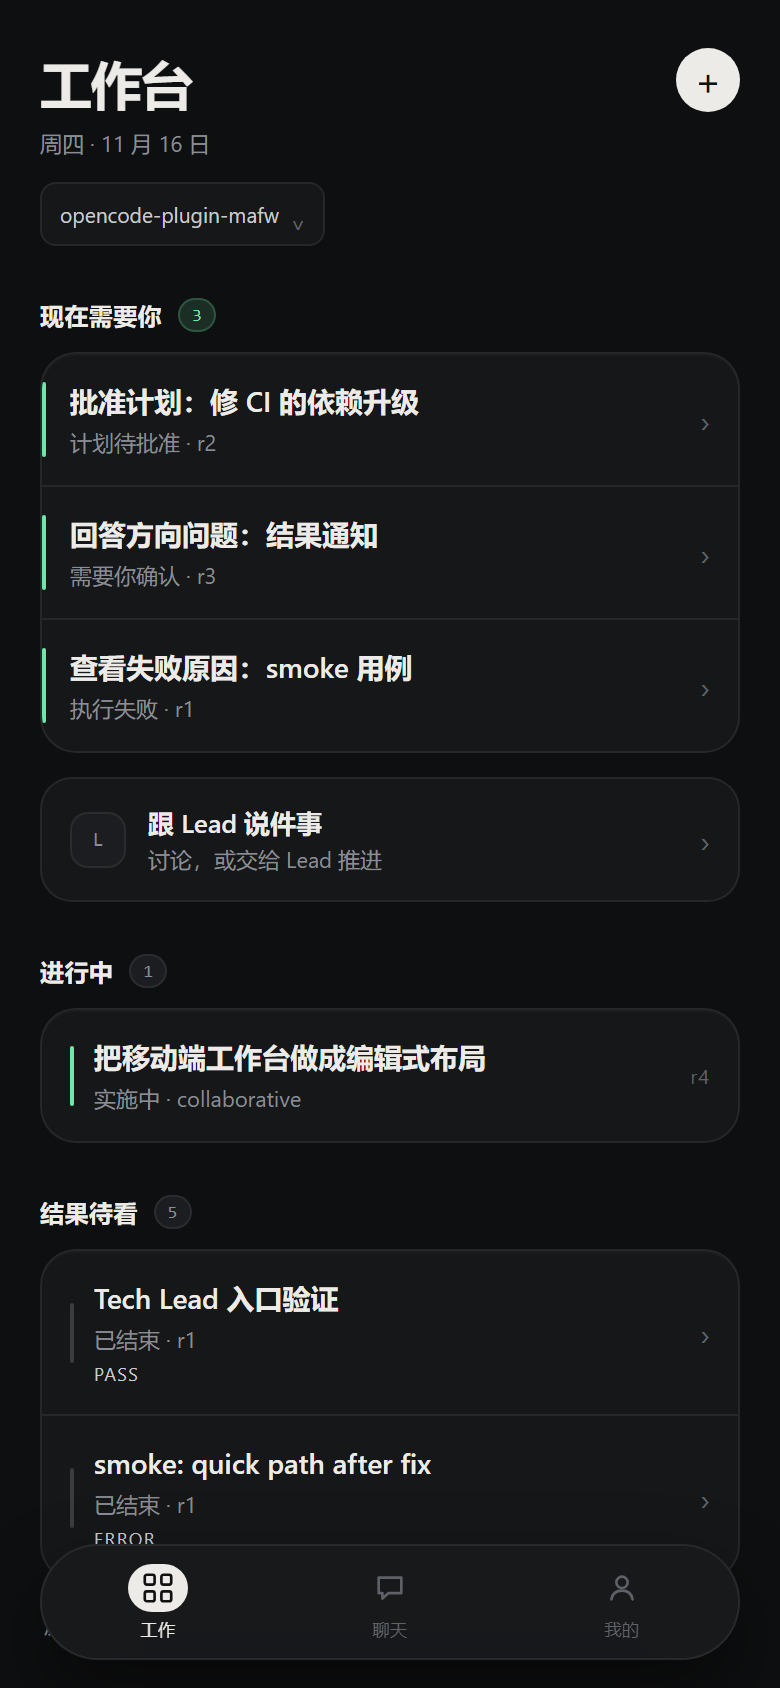 工作台
+
周四 · 11 月 16 日
opencode-plugin-mafw
现在需要你 3
批准计划：修 CI 的依赖升级
计划待批准 · r2
回答方向问题：结果通知
需要你确认 · r3
查看失败原因：smoke 用例
执行失败 · r1
L
跟 Lead 说件事
讨论，或交给 Lead 推进
进行中 1
把移动端工作台做成编辑式布局
实施中 · collaborative
r4
结果待看 5
Tech Lead 入口验证
已结束 · r1
PASS
smoke: quick path after fix
已结束 · r1
ERROR
工作 聊天 我的